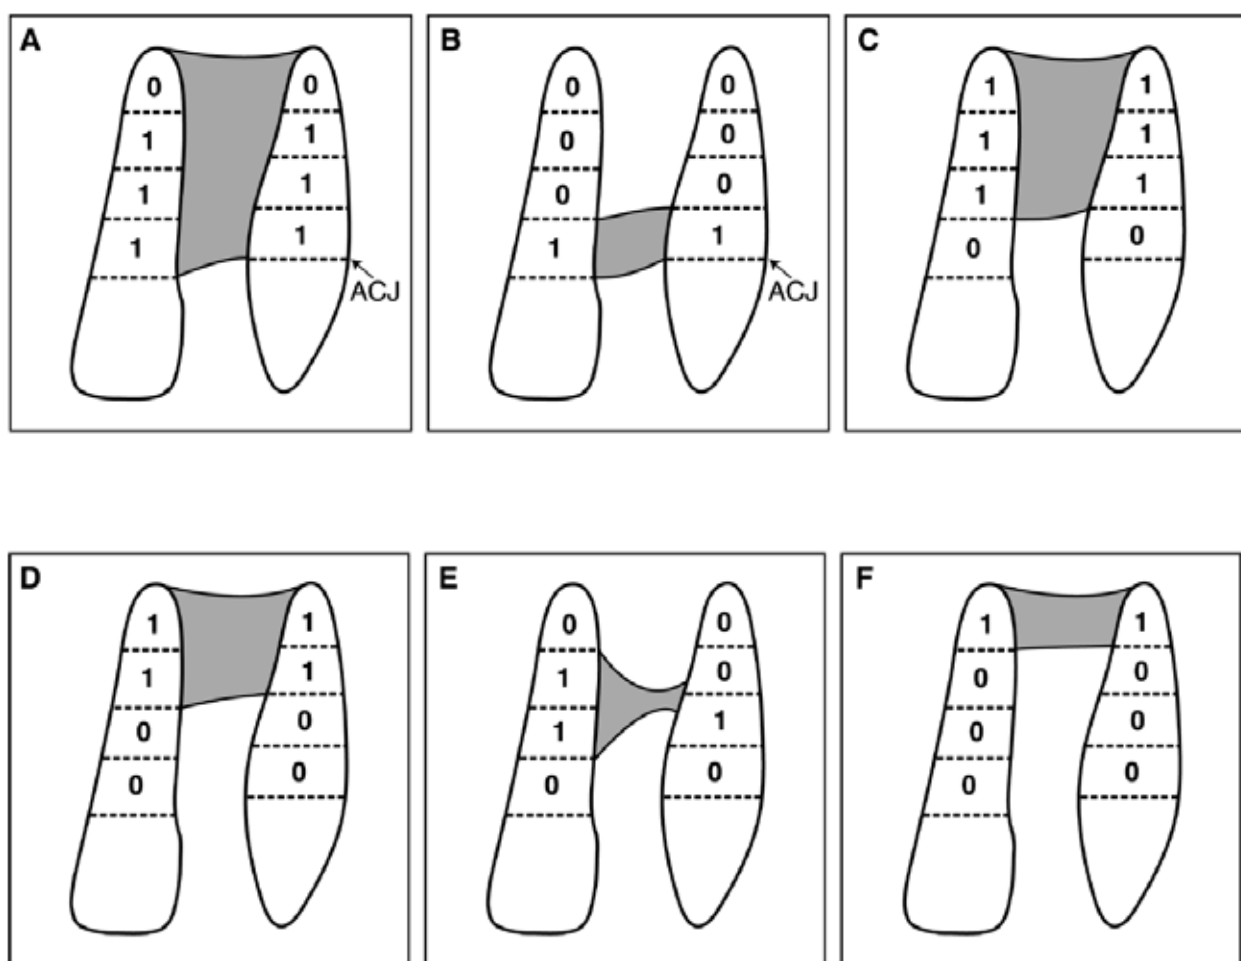 A B C
0 0 0 0 1 1
1 1 0 0 1 1
1 1 0 0 1 1
1 1 1 1 0 0
ACJ ACJ
D E F
1 1 0 0 1 1
1 1 1 0 0 0
0 0 1 1 0 0
0 0 0 0 0 0